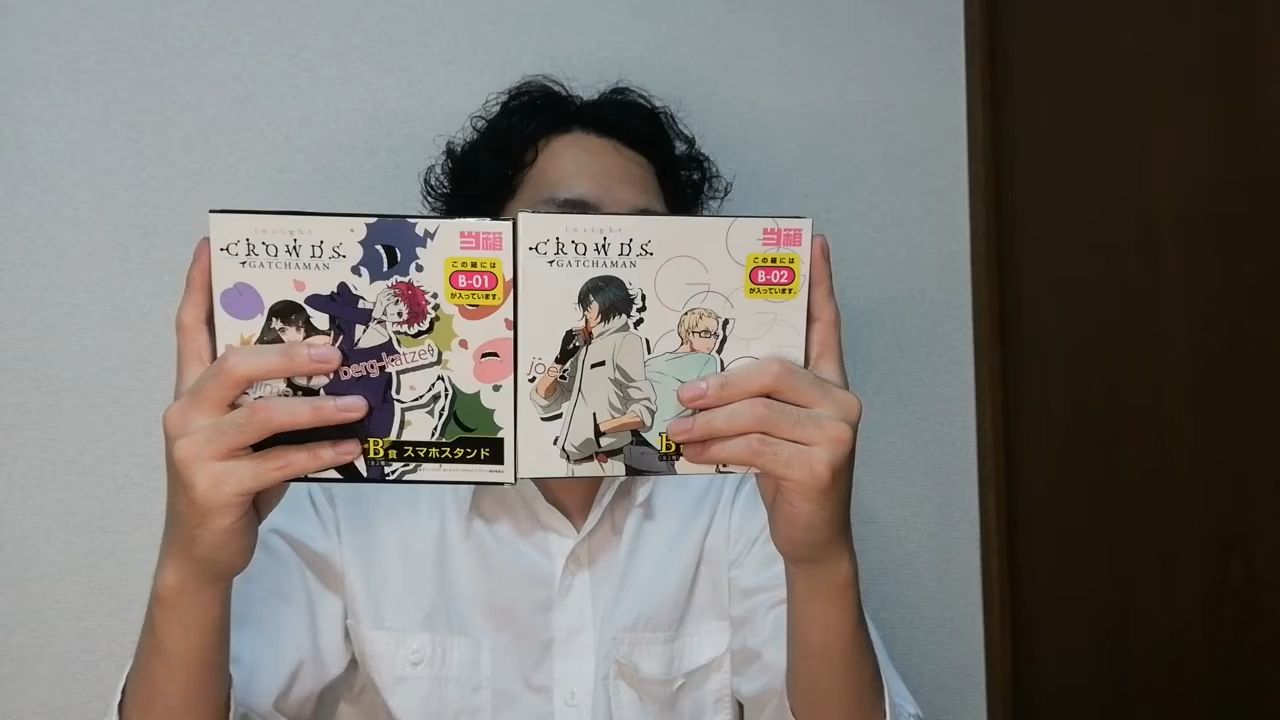 insight
CROWDS
GATCHAMAN
当箱
この箱には
B-01
が入っています。
berg-katze
B賞 スマホスタンド
insight
CROWDS
GATCHAMAN
当箱
この箱には
B-02
が入っています。
joe
B